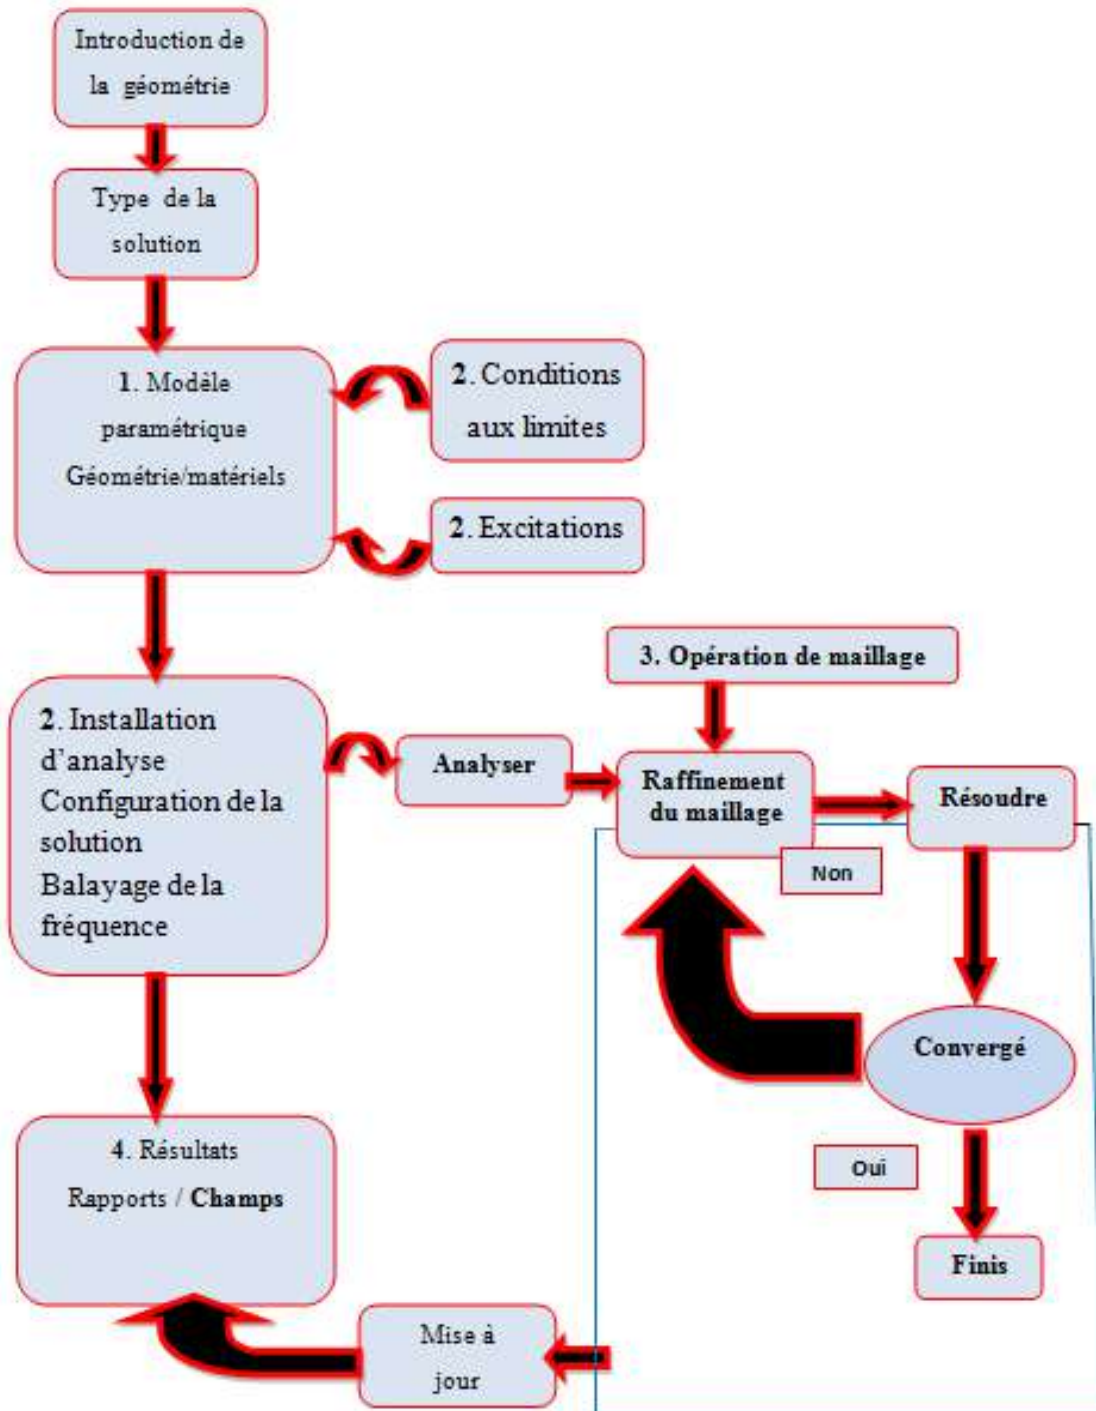 Introduction de
la géométrie
Type de la
solution
1. Modèle
paramétrique
Géométrie/matériels
2. Conditions
aux limites
2. Excitations
3. Opération de maillage
2. Installation
d’analyse
Configuration de la
solution
Balayage de la
fréquence
Analyser
Raffinement
du maillage
Résoudre
Non
Convergé
Oui
Finis
4. Résultats
Rapports / Champs
Mise à
jour